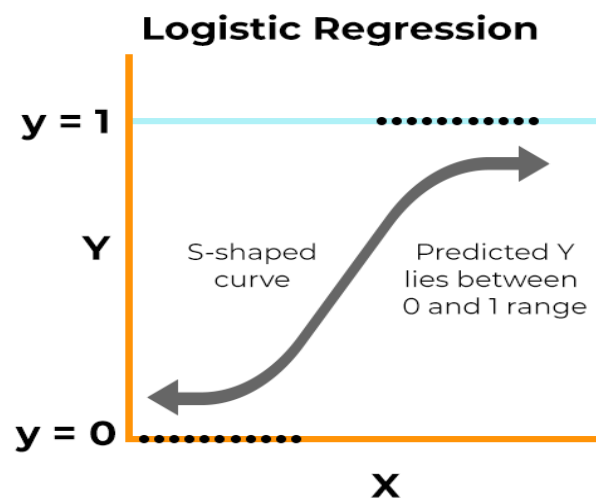 Logistic Regression
y = 1
Y
S-shaped
curve
Predicted Y
lies between
0 and 1 range
y = 0
X